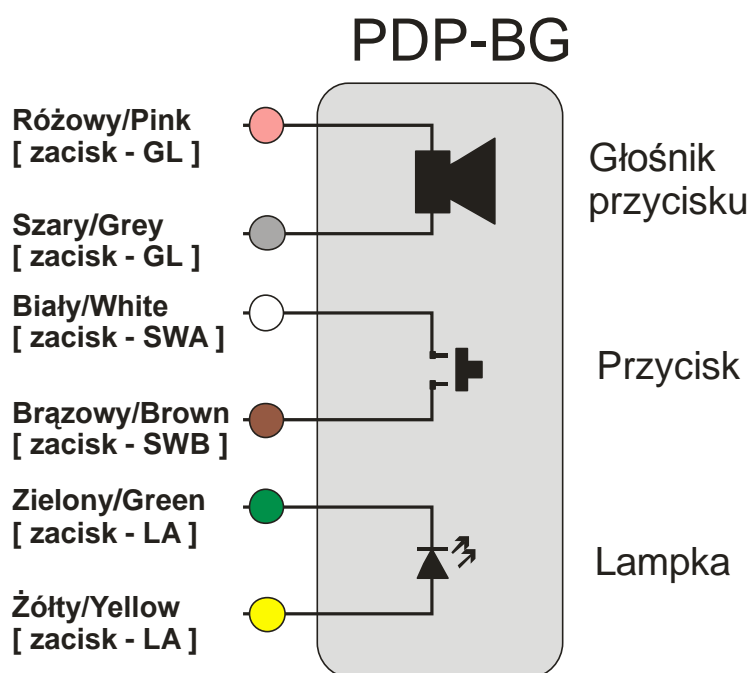 PDP-BG
Różowy/Pink
[ zacisk - GL ]
Głośnik
przycisku
Szary/Grey
[ zacisk - GL ]
Biały/White
[ zacisk - SWA ]
Przycisk
Brązowy/Brown
[ zacisk - SWB ]
Zielony/Green
[ zacisk - LA ]
Lampka
Żółty/Yellow
[ zacisk - LA ]